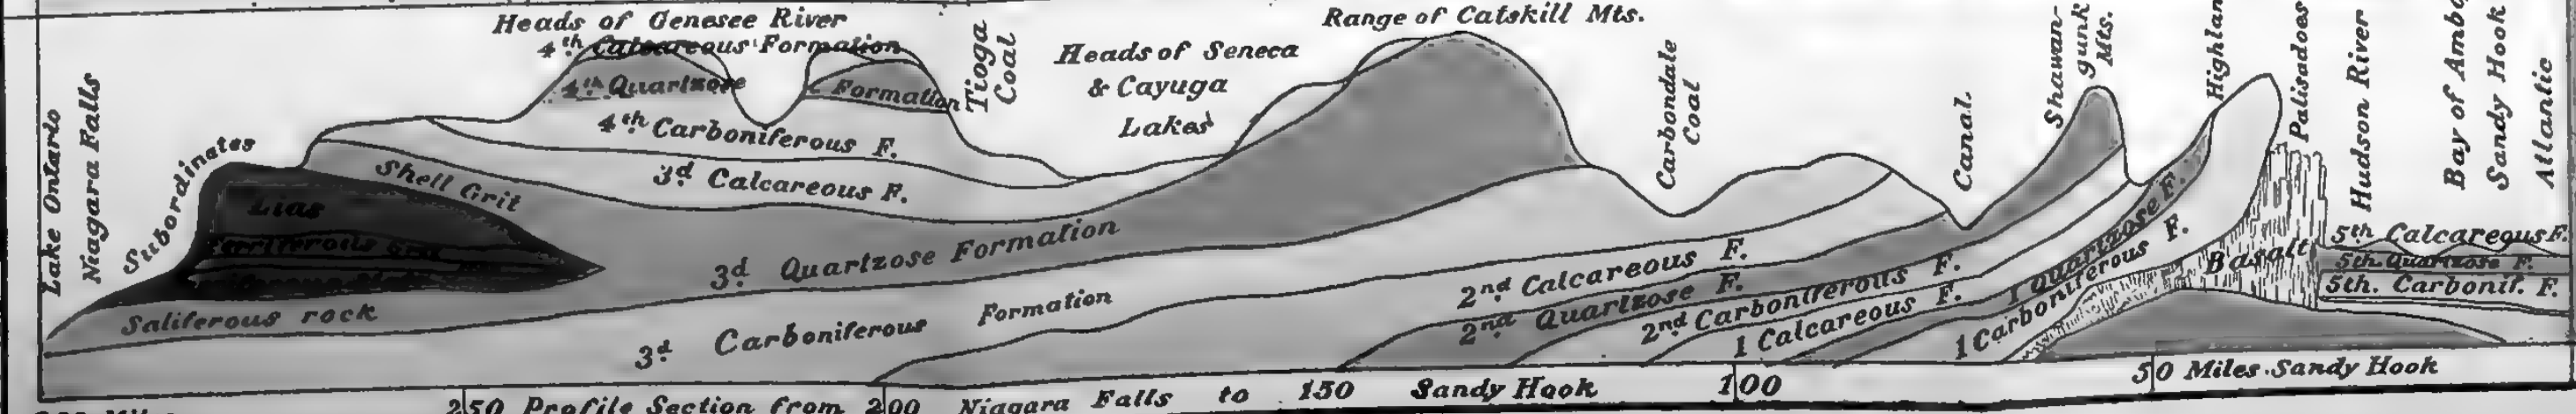 Heads of Genesee River
4th Calcareous Formation
4th Quartzose
Formation
4th Carboniferous F.
3d Calcareous F.
Tioga
Coal
Heads of Seneca
& Cayuga
Lakes
Range of Catskill Mts.
Carbondale
Coal
Canal.
Shawan-
gunk
Mts.
Highlan
Palisadoes
Hudson River
Bay of Ambo
Sandy Hook
Atlantic
Lake Ontario
Niagara Falls
Subordinates
Lias
Shell Grit
Saliferous rock
3d Quartzose Formation
3d Carboniferous Formation
2nd Calcareous F.
2nd Quartzose F.
2nd Carboniferous F.
1 Calcareous F.
1 Quartzose F.
1 Carboniferous F.
Basalt
5th Calcareous F.
5th. Quartzose F.
5th. Carbonif. F.
250 Profile Section from 200 Niagara Falls to 150 Sandy Hook 100 50 Miles Sandy Hook